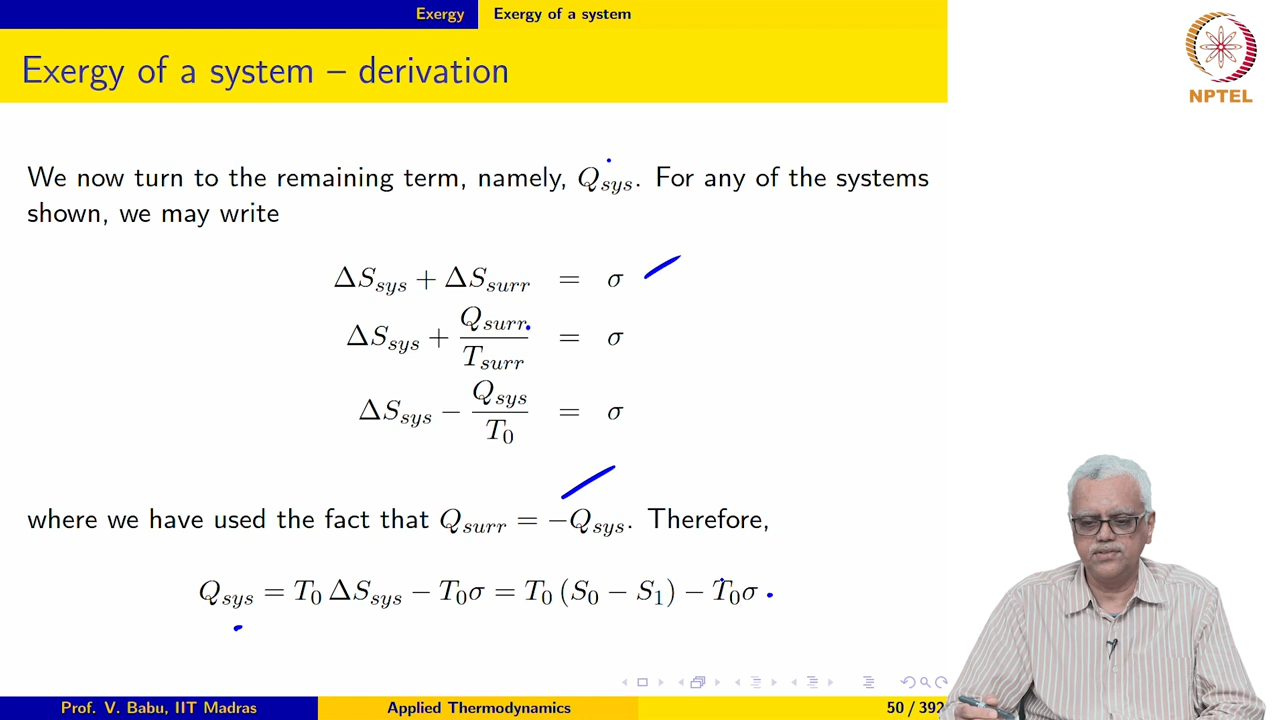 Exergy Exergy of a system
Exergy of a system – derivation
NPTEL
We now turn to the remaining term, namely, Q_sys. For any of the systems
shown, we may write
ΔS_sys + ΔS_surr = σ
ΔS_sys + Q_surr/T_surr = σ
ΔS_sys − Q_sys/T_0 = σ
where we have used the fact that Q_surr = −Q_sys. Therefore,
Q_sys = T_0 ΔS_sys − T_0σ = T_0 (S_0 − S_1) − T_0σ
Prof. V. Babu, IIT Madras Applied Thermodynamics 50 / 392